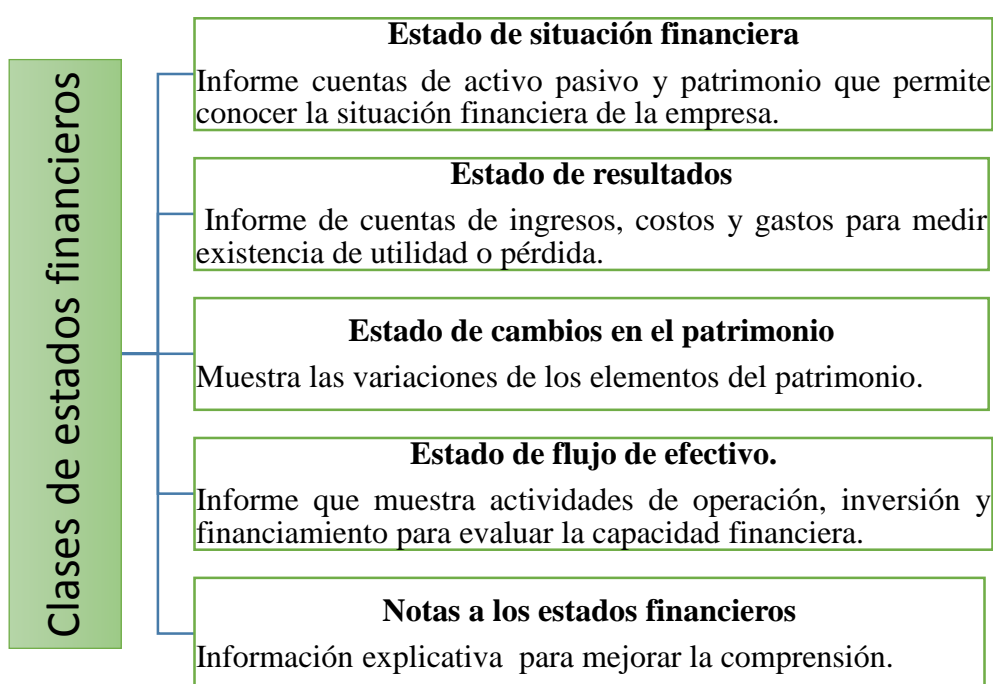 Clases de estados financieros
Estado de situación financiera
Informe cuentas de activo pasivo y patrimonio que permite
conocer la situación financiera de la empresa.
Estado de resultados
Informe de cuentas de ingresos, costos y gastos para medir
existencia de utilidad o pérdida.
Estado de cambios en el patrimonio
Muestra las variaciones de los elementos del patrimonio.
Estado de flujo de efectivo.
Informe que muestra actividades de operación, inversión y
financiamiento para evaluar la capacidad financiera.
Notas a los estados financieros
Información explicativa para mejorar la comprensión.